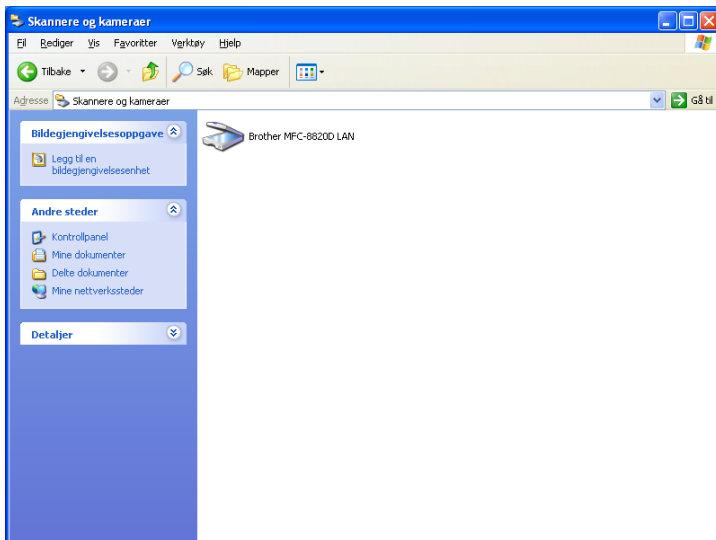 Skannere og kameraer
Fil Rediger Vis Favoritter Verktøy Hjelp
Tilbake Søk Mapper
Adresse Skannere og kameraer Gå til
Bildegjengivelsesoppgave
Legg til en
bildegjengivelsesenhet
Andre steder
Kontrollpanel
Mine dokumenter
Delte dokumenter
Mine nettverkssteder
Detaljer
Brother MFC-8820D LAN